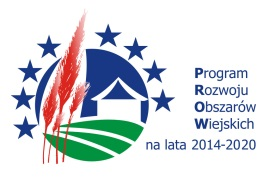 Program
Rozwoju
Obszarów
Wiejskich
na lata 2014-2020